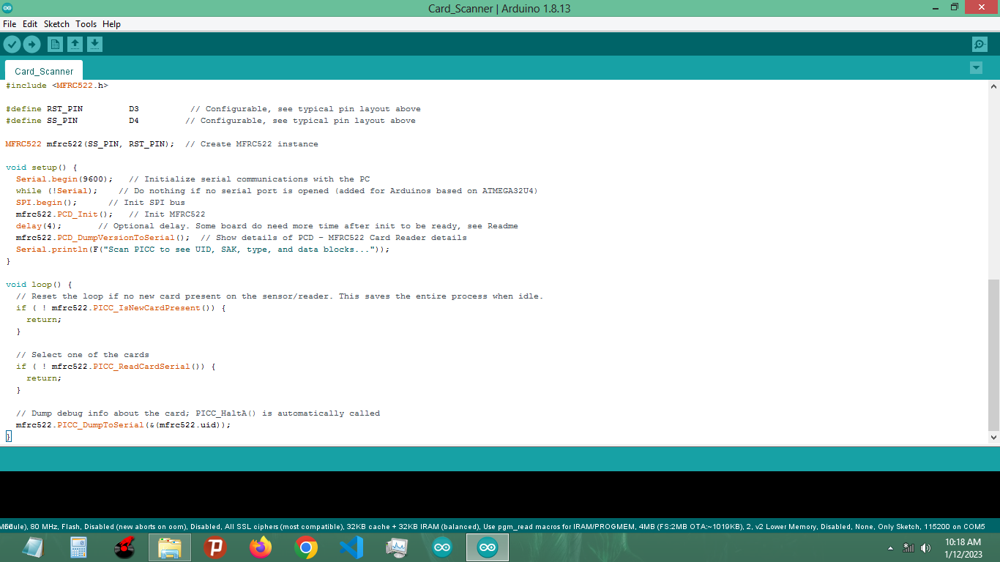 Card_Scanner | Arduino 1.8.13
File Edit Sketch Tools Help
Card_Scanner
#include <MFRC522.h>
#define RST_PIN         D3          // Configurable, see typical pin layout above
#define SS_PIN          D4         // Configurable, see typical pin layout above
MFRC522 mfrc522(SS_PIN, RST_PIN);  // Create MFRC522 instance
void setup() {
  Serial.begin(9600);   // Initialize serial communications with the PC
  while (!Serial);    // Do nothing if no serial port is opened (added for Arduinos based on ATMEGA32U4)
  SPI.begin();      // Init SPI bus
  mfrc522.PCD_Init();   // Init MFRC522
  delay(4);       // Optional delay. Some board do need more time after init to be ready, see Readme
  mfrc522.PCD_DumpVersionToSerial();  // Show details of PCD - MFRC522 Card Reader details
  Serial.println(F("Scan PICC to see UID, SAK, type, and data blocks..."));
}
void loop() {
  // Reset the loop if no new card present on the sensor/reader. This saves the entire process when idle.
  if ( ! mfrc522.PICC_IsNewCardPresent()) {
    return;
  }
  // Select one of the cards
  if ( ! mfrc522.PICC_ReadCardSerial()) {
    return;
  }
  // Dump debug info about the card; PICC_HaltA() is automatically called
  mfrc522.PICC_DumpToSerial(&(mfrc522.uid));
}
80 MHz, Flash, Disabled (new aborts on oom), Disabled, All SSL ciphers (most compatible), 32KB cache + 32KB IRAM (balanced), Use pgm_read macros for IRAM/PROGMEM, 4MB (FS:2MB OTA:~1019KB), 2, v2 Lower Memory, Disabled, None, Only Sketch, 115200 on COM5
10:18 AM
1/12/2023